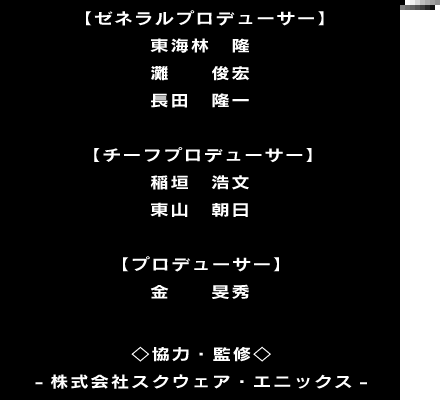 【ゼネラルプロデューサー】
東海林　隆
灘　　俊宏
長田　隆一
【チーフプロデューサー】
稲垣　浩文
東山　朝日
【プロデューサー】
金　　旻秀
◇協力・監修◇
－株式会社スクウェア・エニックス－